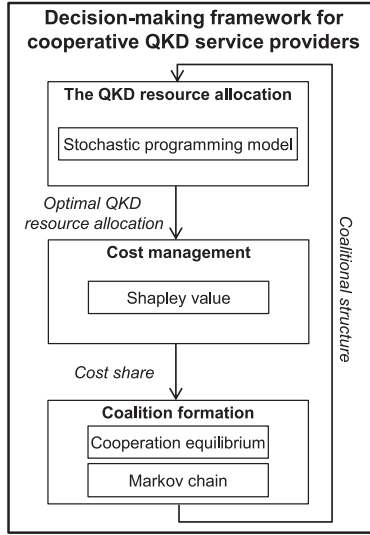 Decision-making framework for
cooperative QKD service providers
The QKD resource allocation
Stochastic programming model
Optimal QKD
resource allocation
Cost management
Shapley value
Cost share
Coalition formation
Cooperation equilibrium
Markov chain
Coalitional structure